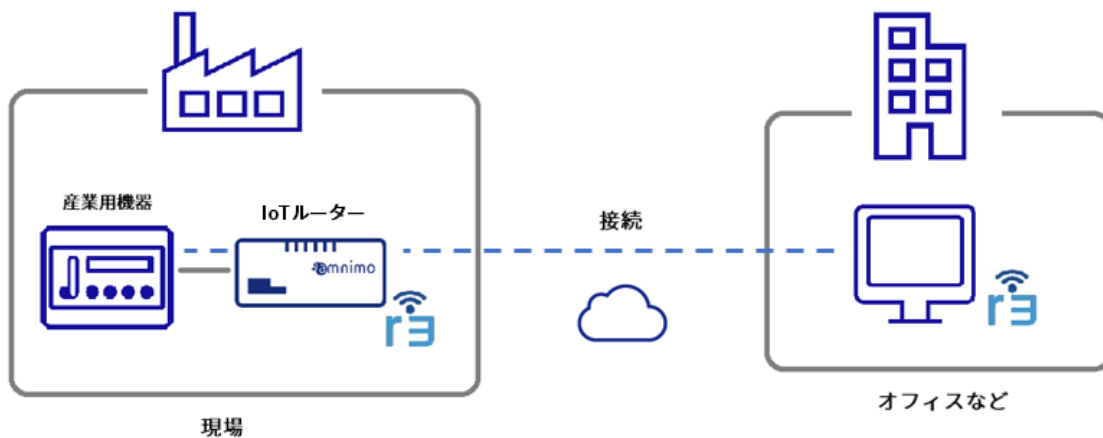 産業用機器
IoTルーター
amnimo
r3
接続
r3
現場
オフィスなど